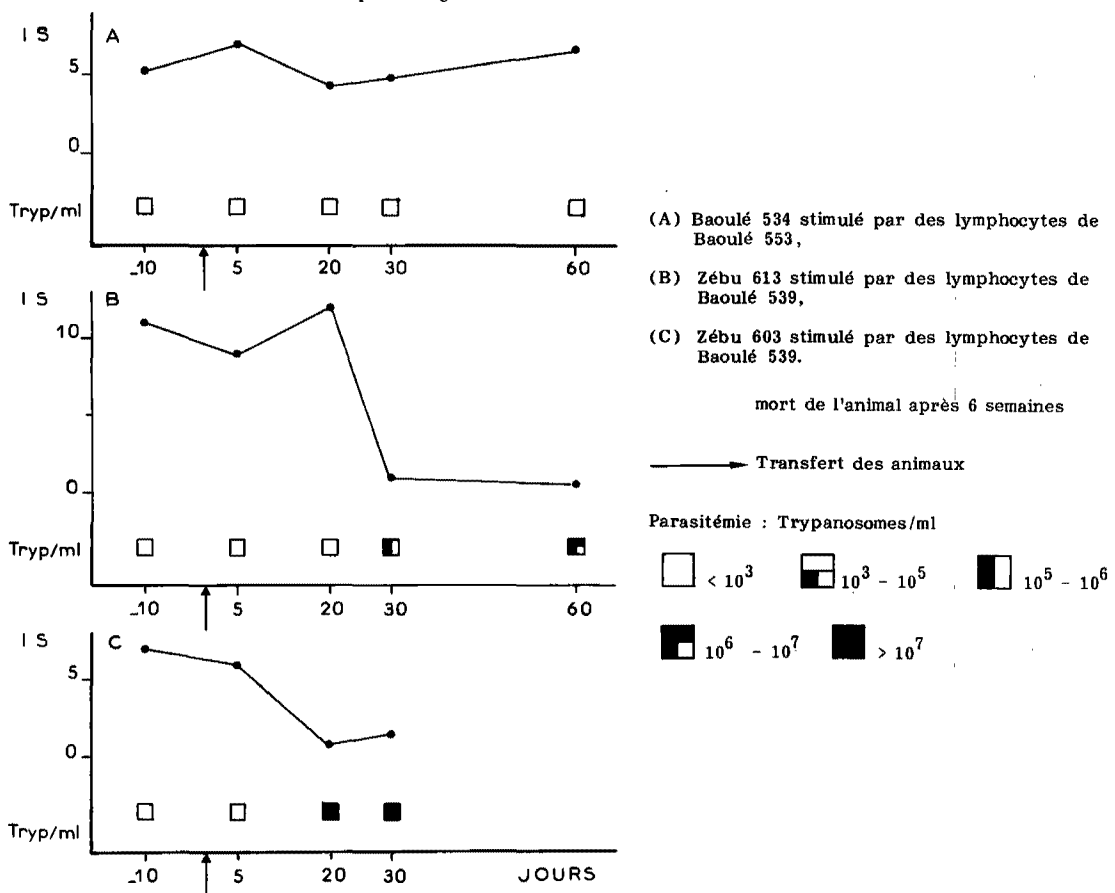 I S A
5
0
Tryp/ml
-10 5 20 30 60
I S B
10
0
Tryp/ml
-10 5 20 30 60
I S C
5
0
Tryp/ml
-10 5 20 30 JOURS
(A) Baoulé 534 stimulé par des lymphocytes de
Baoulé 553,
(B) Zébu 613 stimulé par des lymphocytes de
Baoulé 539,
(C) Zébu 603 stimulé par des lymphocytes de
Baoulé 539.
mort de l'animal après 6 semaines
Transfert des animaux
Parasitémie : Trypanosomes/ml
< 10³ 10³ - 10⁵ 10⁵ - 10⁶
10⁶ - 10⁷ > 10⁷